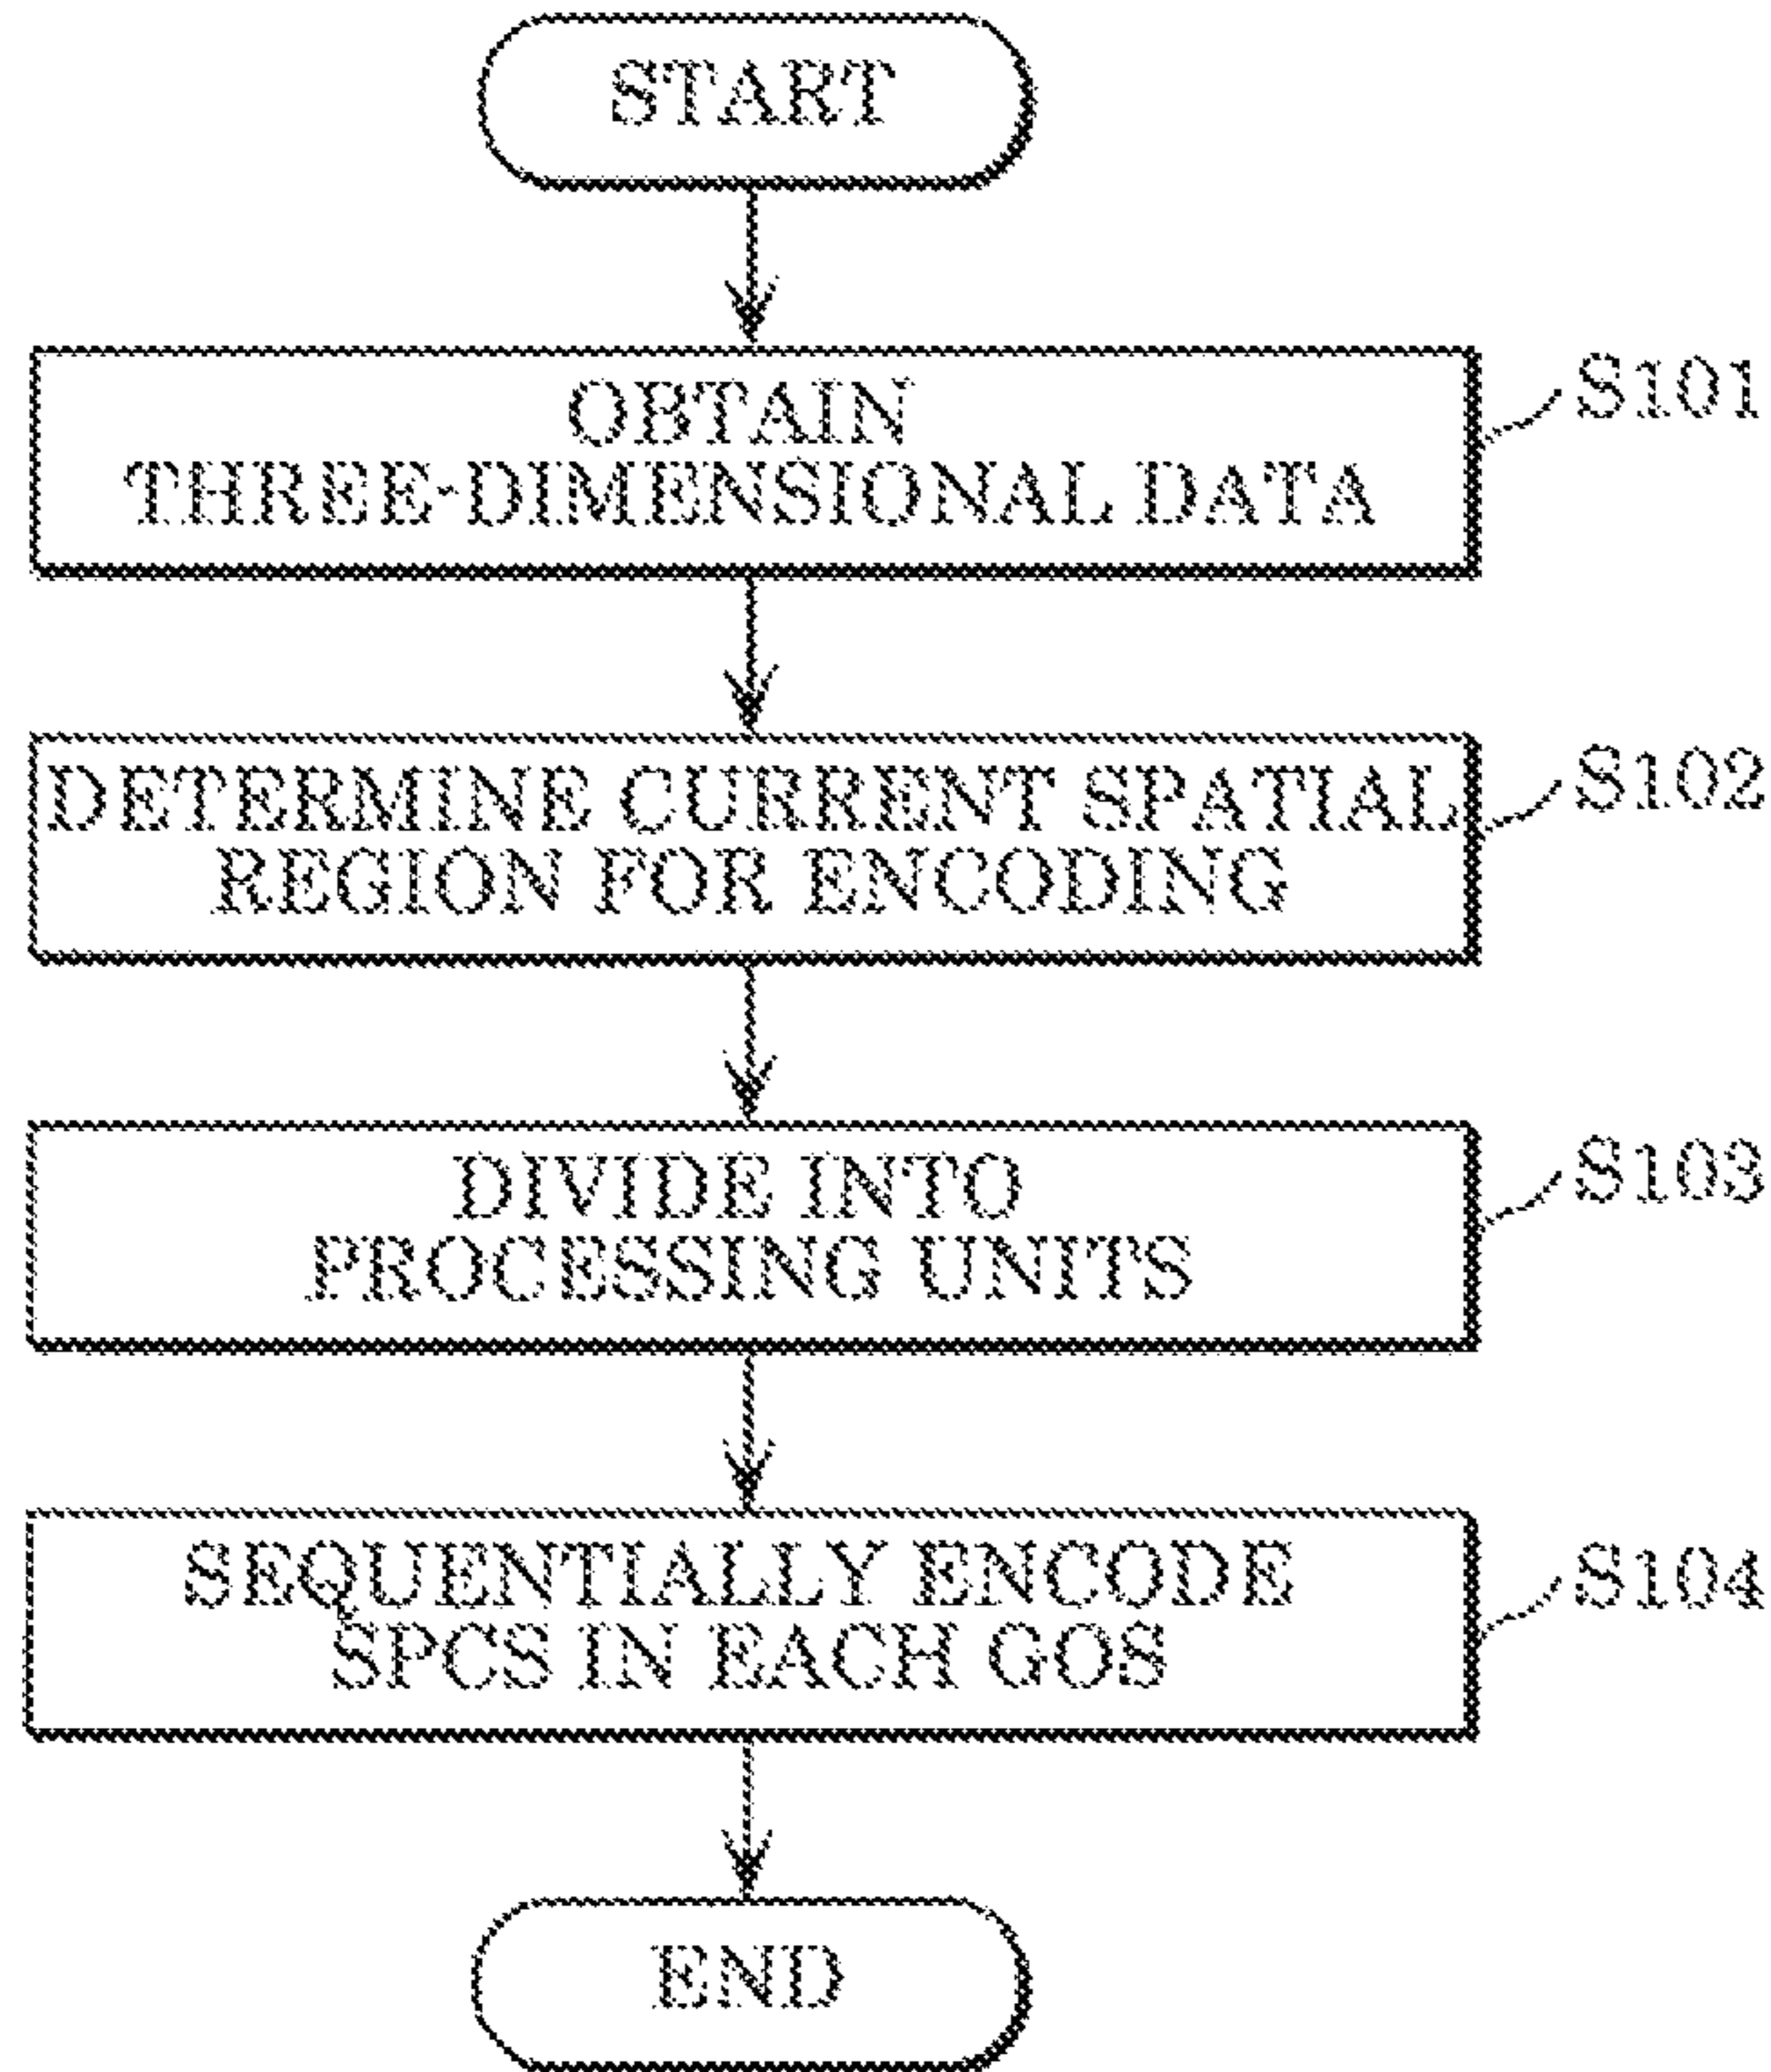 START
OBTAIN
THREE-DIMENSIONAL DATA
S101
DETERMINE CURRENT SPATIAL
REGION FOR ENCODING
S102
DIVIDE INTO
PROCESSING UNITS
S103
SEQUENTIALLY ENCODE
SPCS IN EACH GOS
S104
END